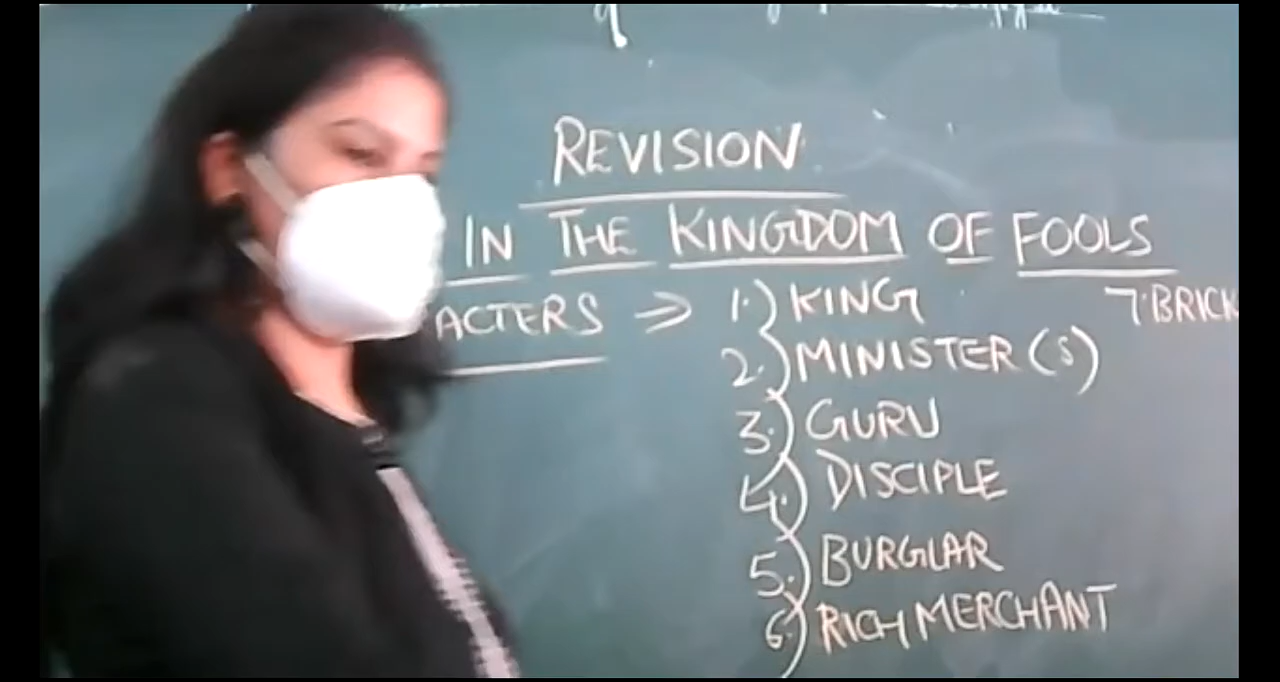 REVISION
IN THE KINGDOM OF FOOLS
ACTERS ⇒ 1.) KING 7. BRICK
2.) MINISTER(S)
3.) GURU
4.) DISCIPLE
5.) BURGLAR
6.) RICH MERCHANT